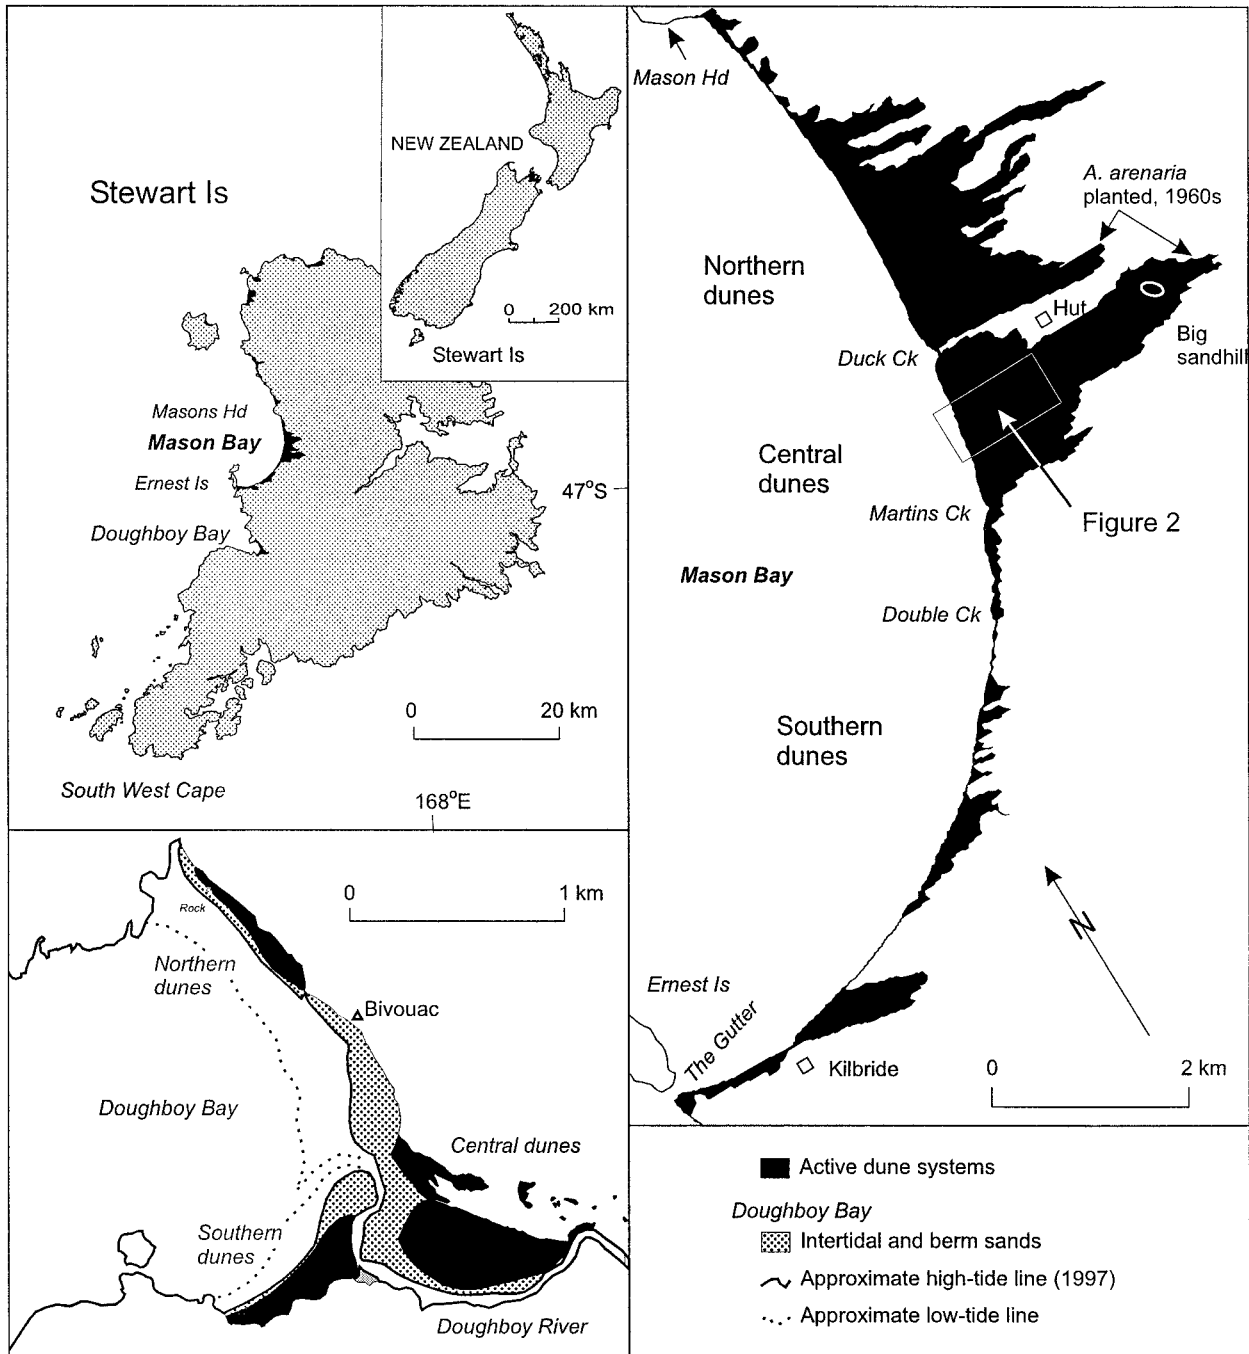 Stewart Is
NEW ZEALAND
0 200 km
Stewart Is
Masons Hd
Mason Bay
Ernest Is
Doughboy Bay
47°S
0 20 km
South West Cape
168°E
Mason Hd
A. arenaria
planted, 1960s
Northern
dunes
Hut
Big
sandhill
Duck Ck
Central
dunes
Martins Ck
Figure 2
Mason Bay
Double Ck
Southern
dunes
N
Ernest Is
The Gutter
Kilbride
0 2 km
0 1 km
Rock
Northern
dunes
Bivouac
Doughboy Bay
Central dunes
Southern
dunes
Doughboy River
Active dune systems
Doughboy Bay
Intertidal and berm sands
Approximate high-tide line (1997)
Approximate low-tide line